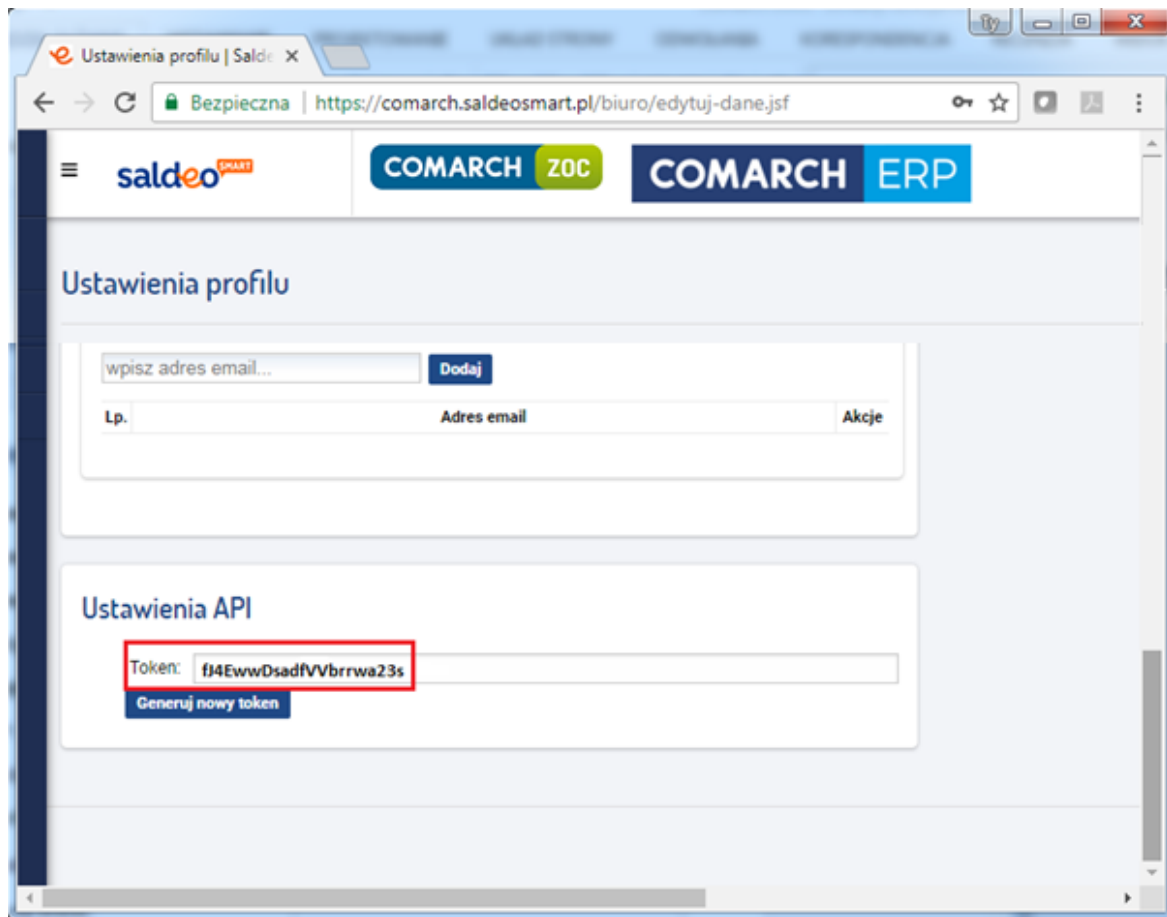 Ty
Ustawienia profilu | Salde
Bezpieczna | https://comarch.saldeosmart.pl/biuro/edytuj-dane.jsf
saldeo SMART
COMARCH ZOC
COMARCH ERP
Ustawienia profilu
wpisz adres email... Dodaj
Lp. Adres email Akcje
Ustawienia API
Token: fJ4EwwDsadfVVbrrwa23s
Generuj nowy token